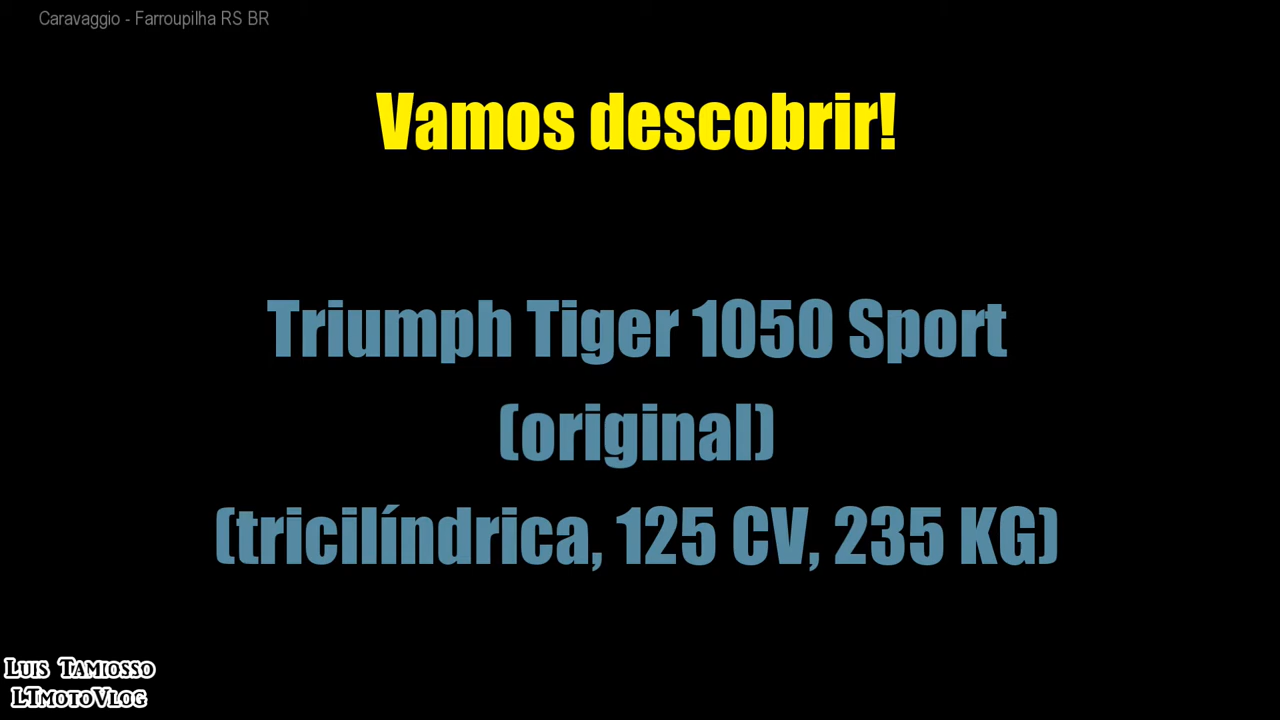 Caravaggio - Farroupilha RS BR
Vamos descobrir!
Triumph Tiger 1050 Sport
(original)
(tricilíndrica, 125 CV, 235 KG)
Luis Tamiosso
LTmotoVlog